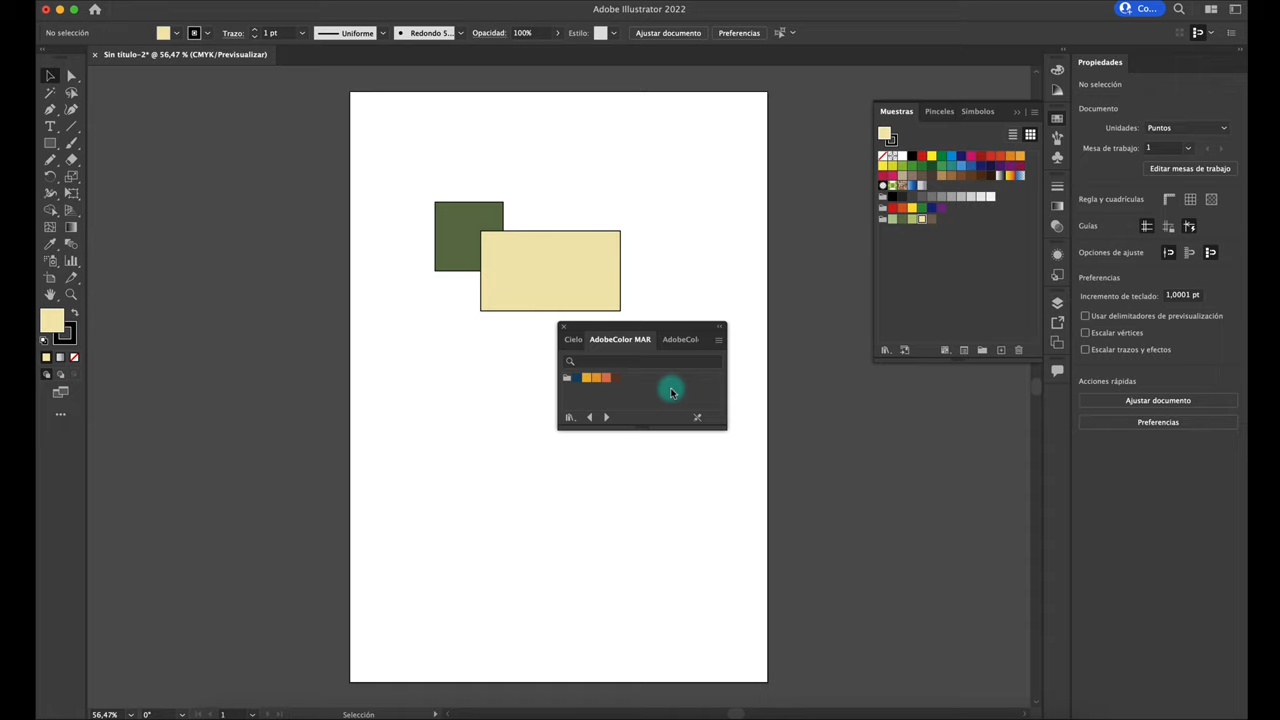 Adobe Illustrator 2022
Co...
No selección
Trazo:
1 pt
Uniforme
Redondo 5...
Opacidad:
100%
Estilo:
Ajustar documento
Preferencias
Sin título-2* @ 56,47 % (CMYK/Previsualizar)
Muestras
Pinceles
Símbolos
Propiedades
No selección
Documento
Unidades:
Puntos
Mesa de trabajo:
1
Editar mesas de trabajo
Regla y cuadrículas
Guías
Opciones de ajuste
Preferencias
Incremento de teclado:
1,0001 pt
Usar delimitadores de previsualización
Escalar vértices
Escalar trazos y efectos
Acciones rápidas
Ajustar documento
Preferencias
Cielo
AdobeColor MAR
AdobeCol
56,47%
0°
1
Selección